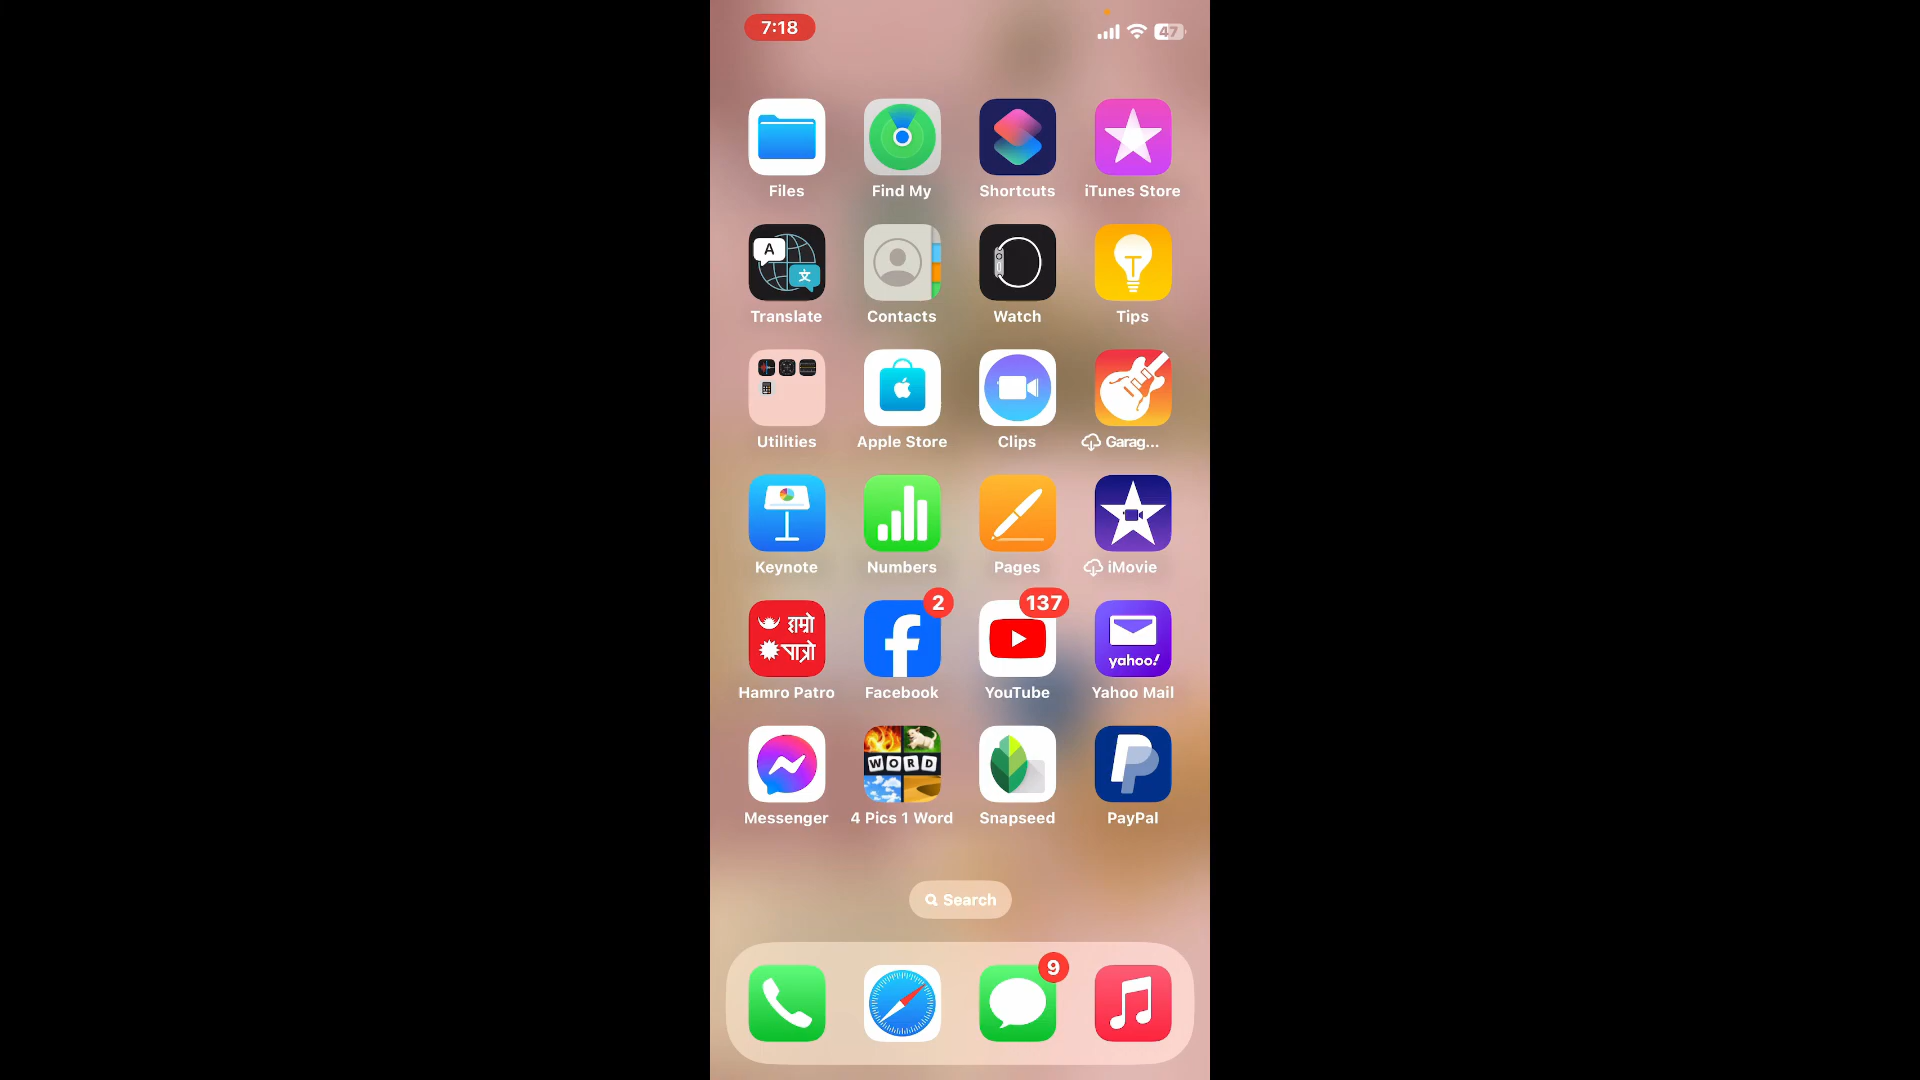 7:18
47
Files
Find My
Shortcuts
iTunes Store
A
文
Translate
Contacts
Watch
Tips
Utilities
Apple Store
Clips
Garag...
Keynote
Numbers
Pages
iMovie
हाम्रो
पात्रो
2
137
yahoo!
Hamro Patro
Facebook
YouTube
Yahoo Mail
WORD
Messenger
4 Pics 1 Word
Snapseed
PayPal
Search
9